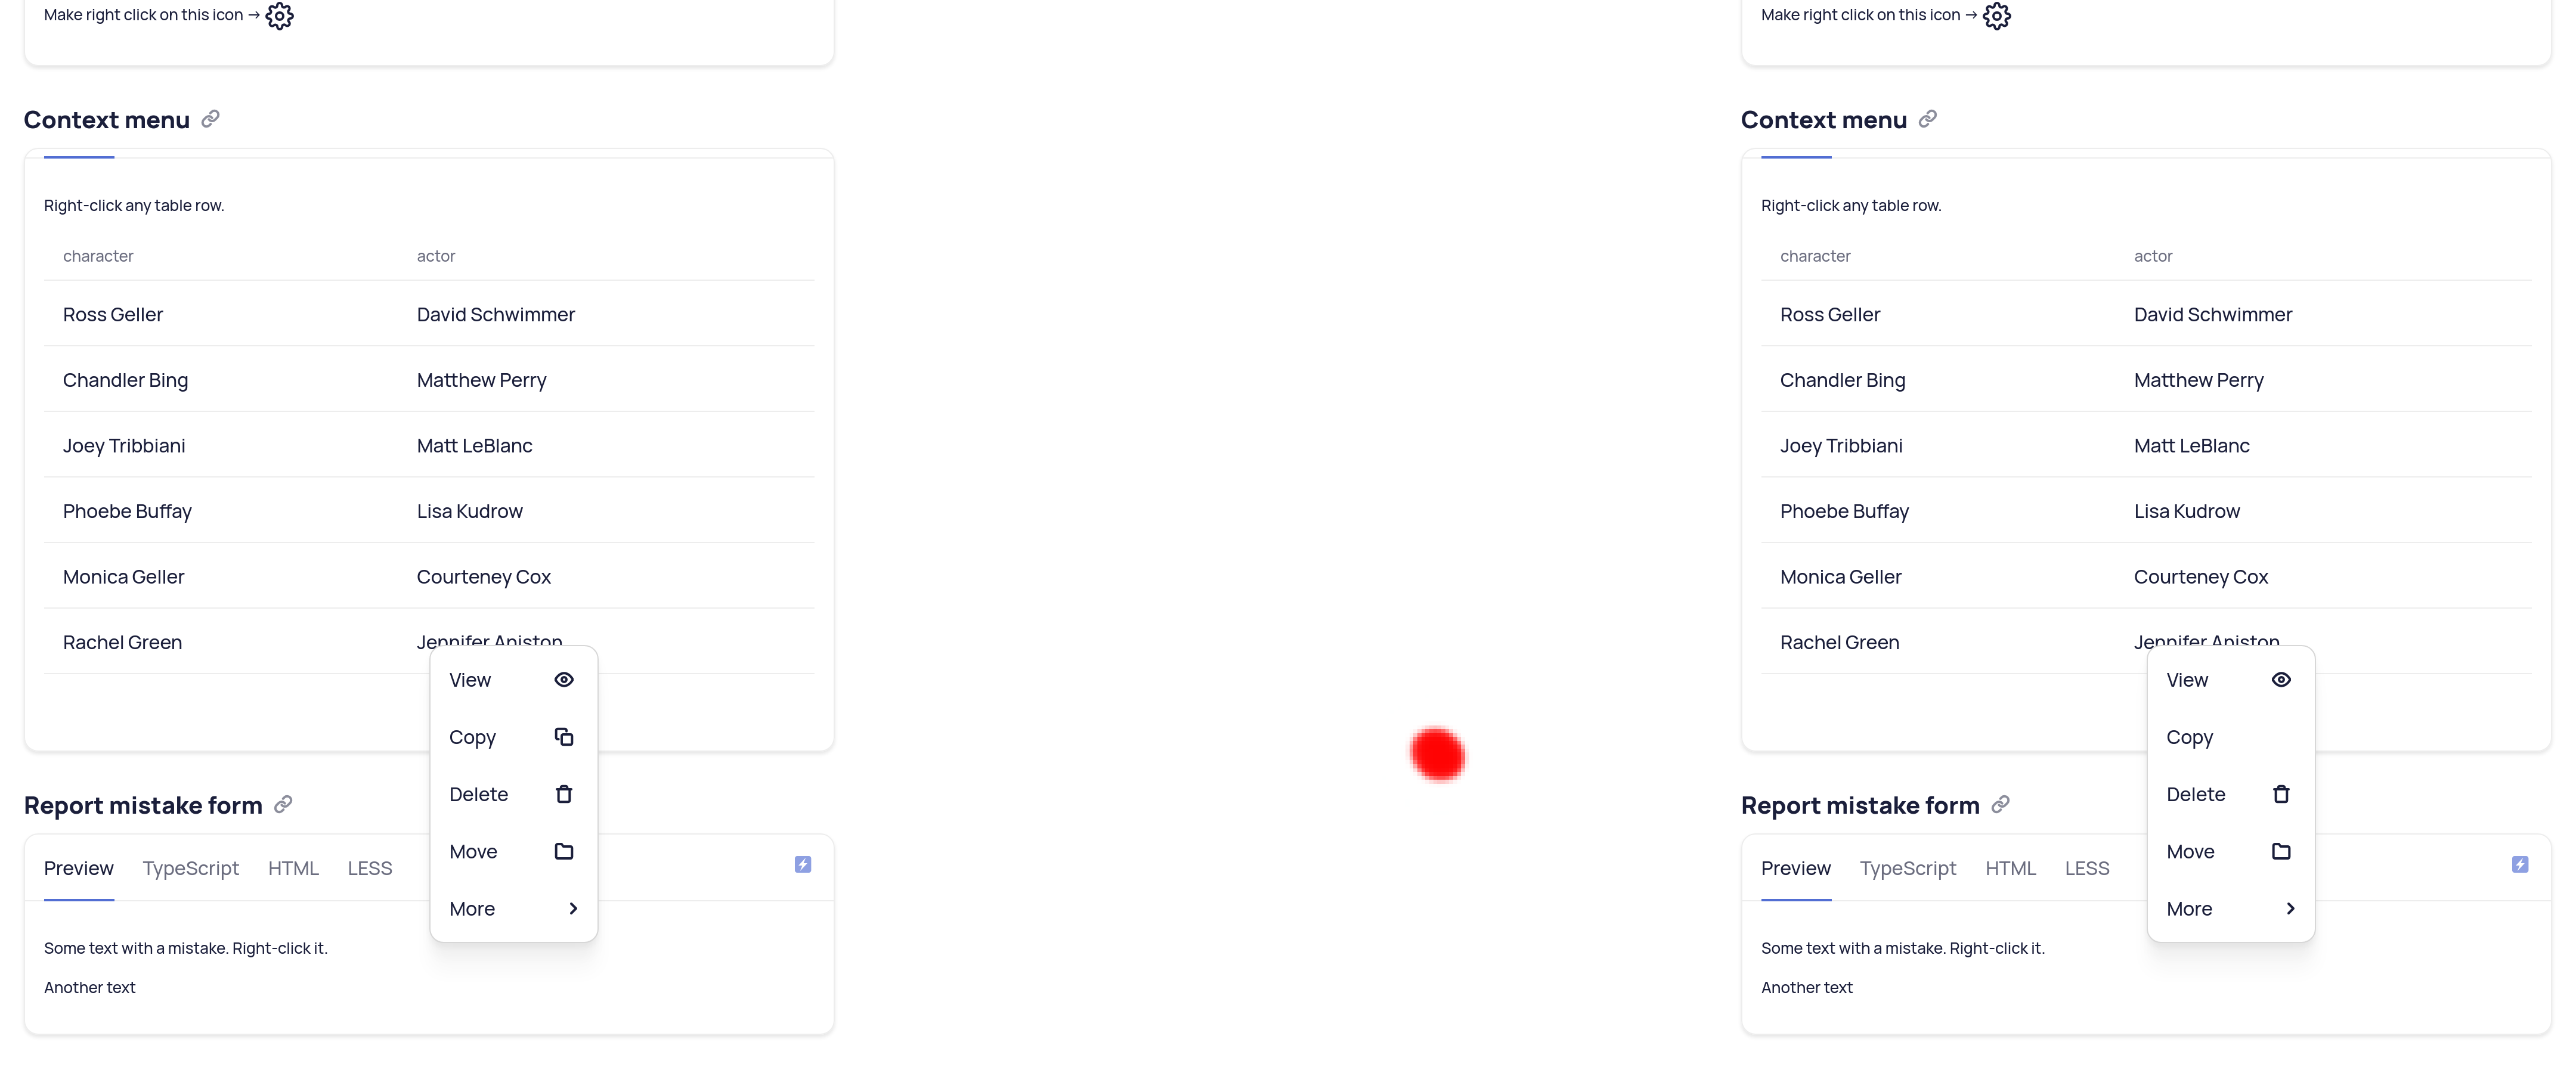 Make right click on this icon →
Context menu
Right-click any table row.
character actor
Ross Geller David Schwimmer
Chandler Bing Matthew Perry
Joey Tribbiani Matt LeBlanc
Phoebe Buffay Lisa Kudrow
Monica Geller Courteney Cox
Rachel Green Jennifer Aniston
View
Copy
Delete
Move
More
Report mistake form
Preview TypeScript HTML LESS
Some text with a mistake. Right-click it.
Another text
Make right click on this icon →
Context menu
Right-click any table row.
character actor
Ross Geller David Schwimmer
Chandler Bing Matthew Perry
Joey Tribbiani Matt LeBlanc
Phoebe Buffay Lisa Kudrow
Monica Geller Courteney Cox
Rachel Green Jennifer Aniston
View
Copy
Delete
Move
More
Report mistake form
Preview TypeScript HTML LESS
Some text with a mistake. Right-click it.
Another text